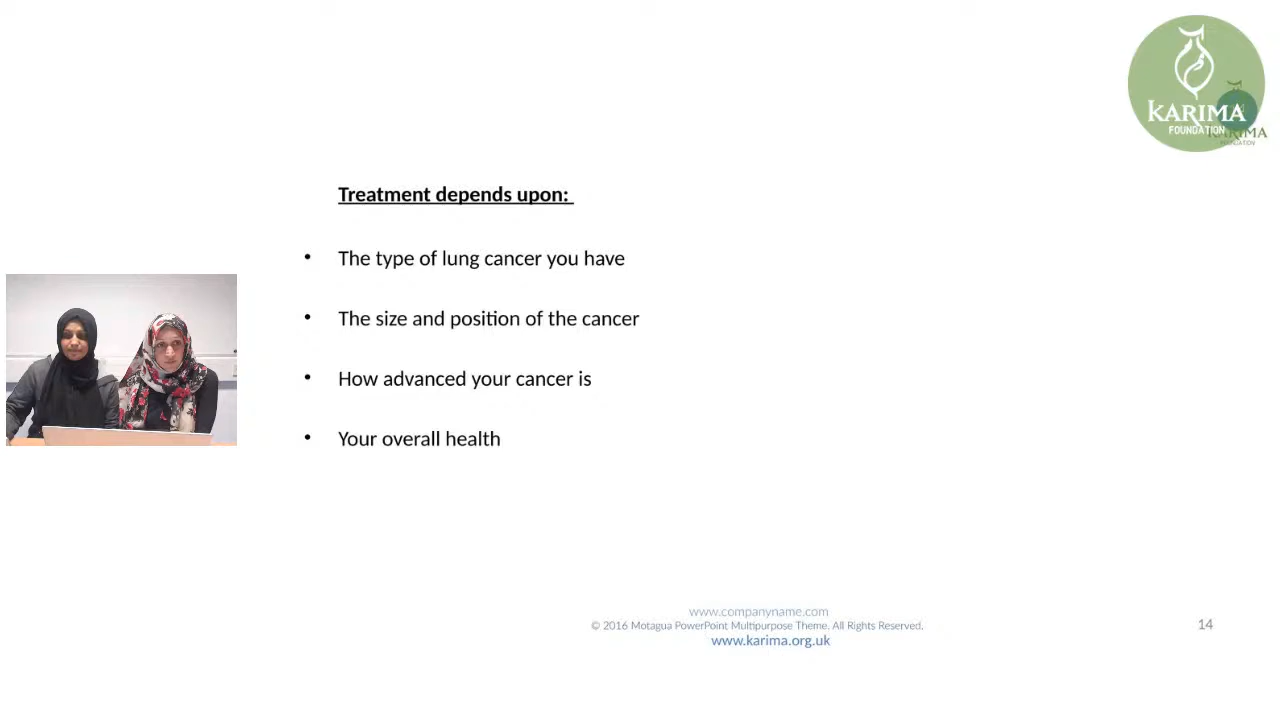 KARIMA
FOUNDATION
KARIMA
FOUNDATION
Treatment depends upon:
• The type of lung cancer you have
• The size and position of the cancer
• How advanced your cancer is
• Your overall health
www.companyname.com
© 2016 Motagua PowerPoint Multipurpose Theme. All Rights Reserved.
www.karima.org.uk
14